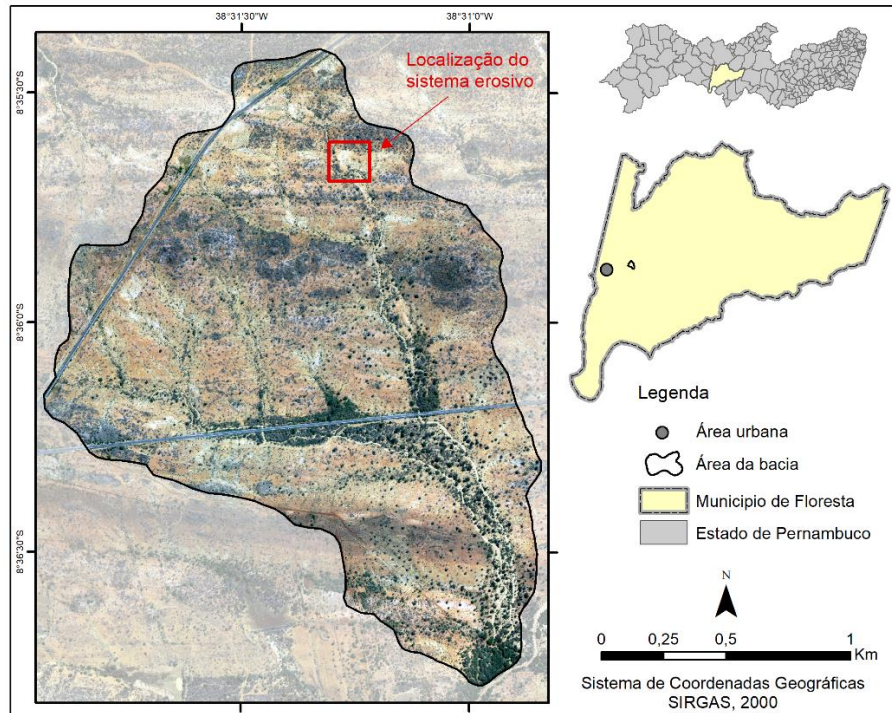 38°31'30"O
38°31'0"O
8°35'30"S
8°36'0"S
8°36'30"S
Localização do
sistema erosivo
Legenda
Área urbana
Área da bacia
Municipio de Floresta
Estado de Pernambuco
N
0 0,25 0,5 1
Km
Sistema de Coordenadas Geográficas
SIRGAS, 2000